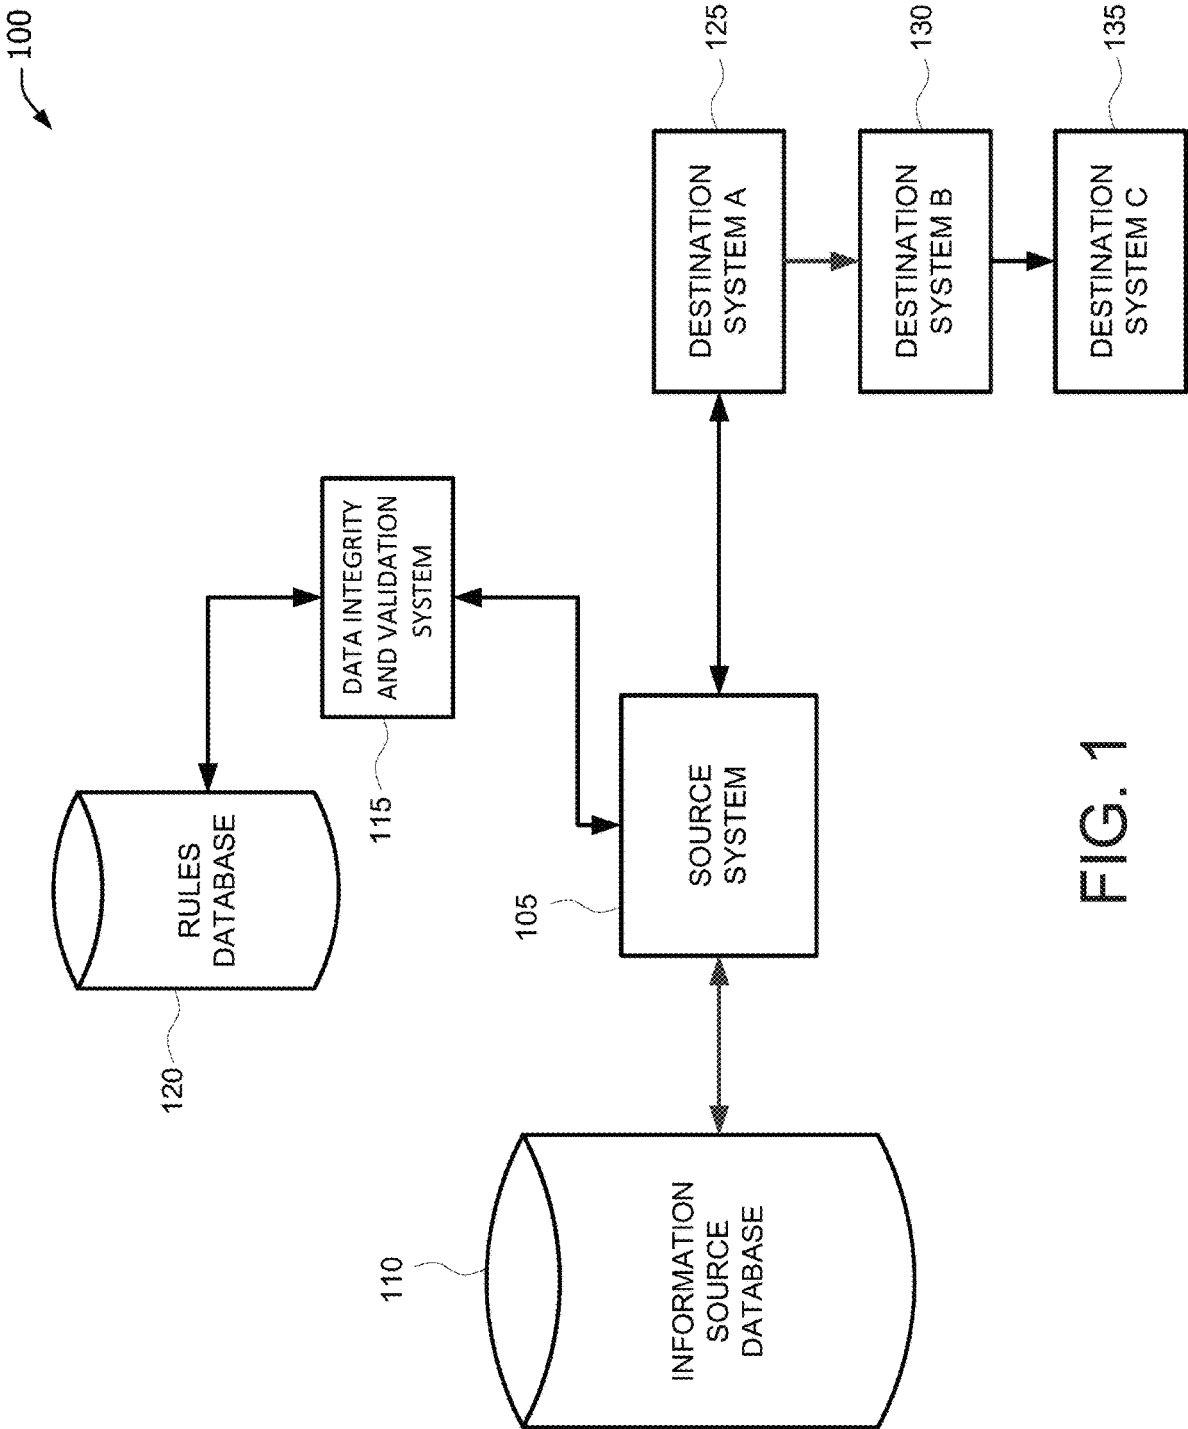 100
120
RULES
DATABASE
115
DATA INTEGRITY
AND VALIDATION
SYSTEM
110
INFORMATION
SOURCE
DATABASE
105
SOURCE
SYSTEM
125
DESTINATION
SYSTEM A
130
DESTINATION
SYSTEM B
135
DESTINATION
SYSTEM C
FIG. 1